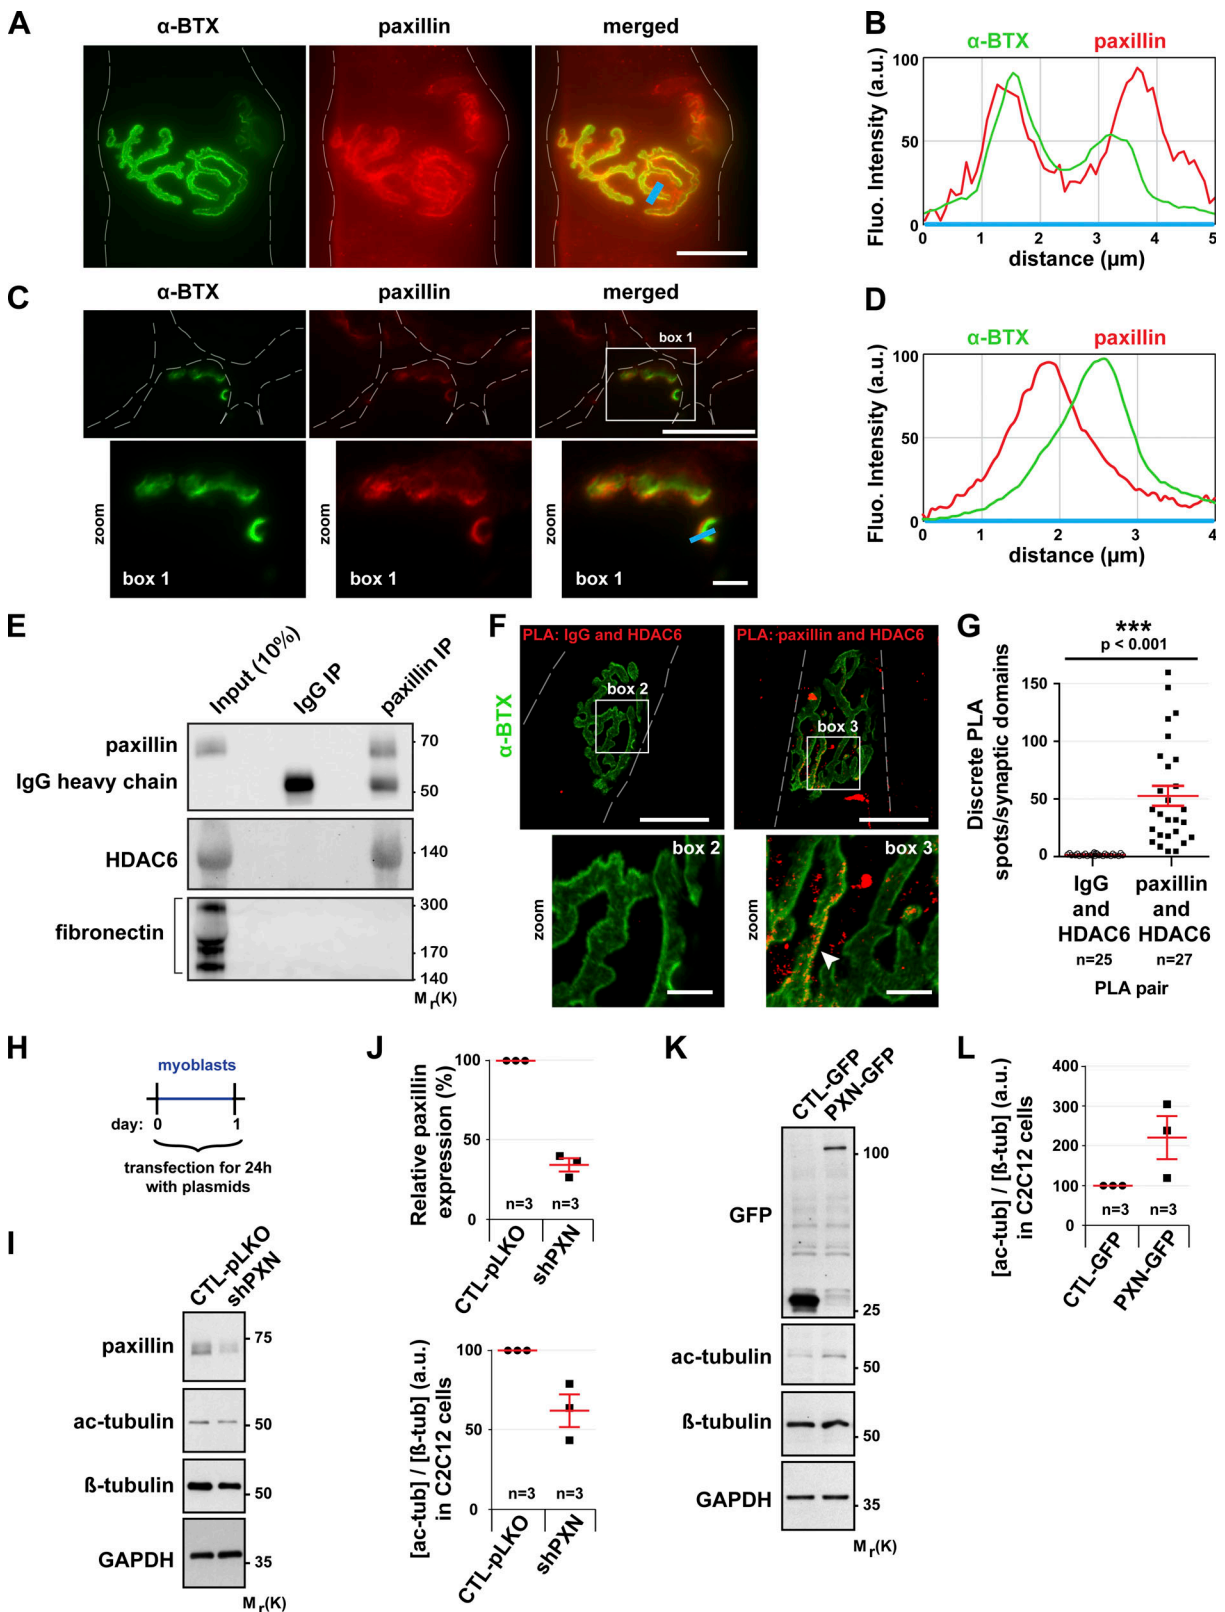 A
α-BTX paxillin merged
B
α-BTX paxillin
Fluo. Intensity (a.u.)
100
50
0
0 1 2 3 4 5
distance (µm)
C
α-BTX paxillin merged
box 1
zoom zoom zoom
box 1 box 1 box 1
D
α-BTX paxillin
Fluo. Intensity (a.u.)
100
50
0
0 1 2 3 4
distance (µm)
E
Input (10%) IgG IP paxillin IP
paxillin
70
IgG heavy chain
50
HDAC6
140
300
fibronectin
170
140
Mr(K)
F
PLA: IgG and HDAC6 PLA: paxillin and HDAC6
α-BTX
box 2
box 3
zoom zoom
box 2 box 3
G
***
p < 0.001
Discrete PLA
spots/synaptic domains
150
100
50
0
IgG
and
HDAC6
n=25
paxillin
and
HDAC6
n=27
PLA pair
H
myoblasts
day: 0 1
transfection for 24h
with plasmids
I
CTL-pLKO
shPXN
paxillin
75
ac-tubulin
50
ß-tubulin
50
GAPDH
35
Mr(K)
J
Relative paxillin
expression (%)
100
50
0
n=3 n=3
CTL-pLKO
shPXN
[ac-tub] / [ß-tub] (a.u.)
in C2C12 cells
100
50
0
n=3 n=3
CTL-pLKO
shPXN
K
CTL-GFP
PXN-GFP
100
GFP
25
ac-tubulin
50
ß-tubulin
50
GAPDH
35
Mr(K)
L
[ac-tub] / [ß-tub] (a.u.)
in C2C12 cells
400
300
200
100
0
n=3 n=3
CTL-GFP
PXN-GFP